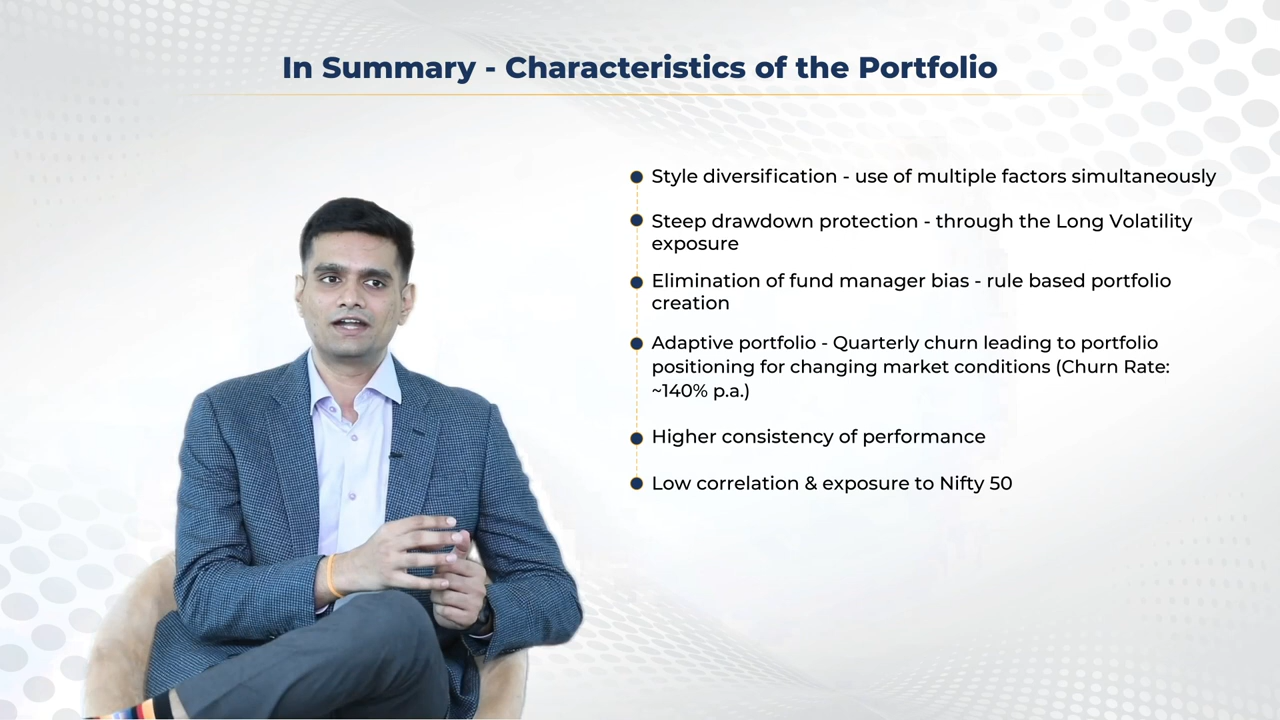 In Summary - Characteristics of the Portfolio
Style diversification - use of multiple factors simultaneously
Steep drawdown protection - through the Long Volatility
exposure
Elimination of fund manager bias - rule based portfolio
creation
Adaptive portfolio - Quarterly churn leading to portfolio
positioning for changing market conditions (Churn Rate:
~140% p.a.)
Higher consistency of performance
Low correlation & exposure to Nifty 50